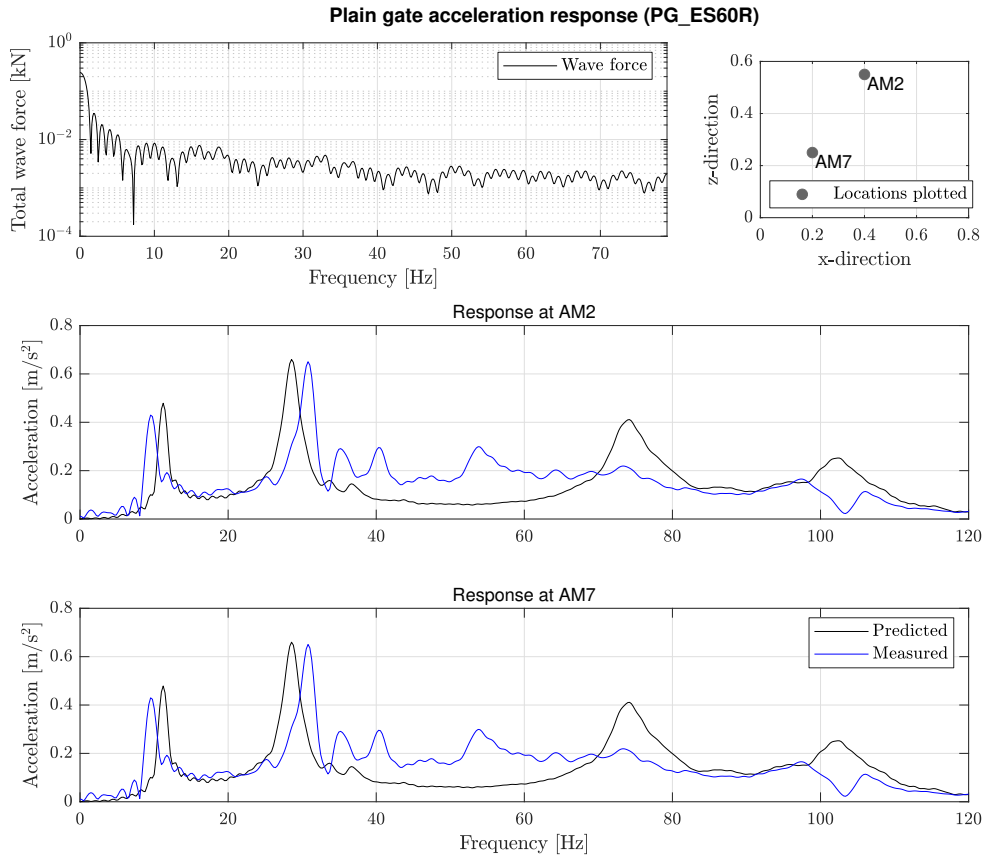 Plain gate acceleration response (PG_ES60R)
Total wave force [kN]
10^0
10^-2
10^-4
Wave force
0 10 20 30 40 50 60 70
Frequency [Hz]
z-direction
0.6
0.4
0.2
0
AM2
AM7
Locations plotted
0 0.2 0.4 0.6 0.8
x-direction
Response at AM2
Acceleration [m/s^2]
0.8
0.6
0.4
0.2
0
0 20 40 60 80 100 120
Response at AM7
Acceleration [m/s^2]
0.8
0.6
0.4
0.2
0
Predicted
Measured
0 20 40 60 80 100 120
Frequency [Hz]